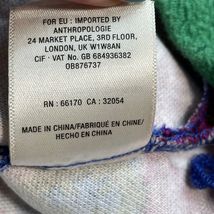 FOR EU : IMPORTED BY
ANTHROPOLOGIE
24 MARKET PLACE, 3RD FLOOR,
LONDON, UK W1W8AN
CIF · VAT No. GB 684936382
OB876737
RN : 66170 CA : 32054
MADE IN CHINA/FABRIQUÉ EN CHINE/
HECHO EN CHINA